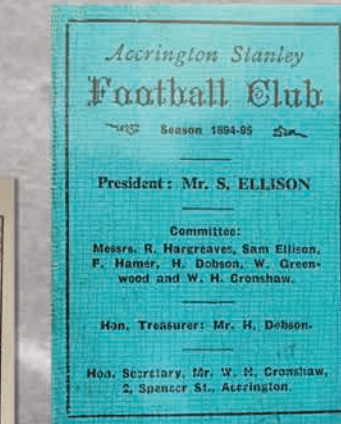 Accrington Stanley
Football Club
Season 1894-95
President: Mr. S. ELLISON
Committee:
Messrs. R. Hargreaves, Sam Ellison,
F. Hamer, H. Dobson, W. Green-
wood and W. H. Cronshaw.
Hon. Treasurer: Mr. H. Dobson.
Hon. Secretary, Mr. W. H. Cronshaw,
2, Spencer St., Accrington.